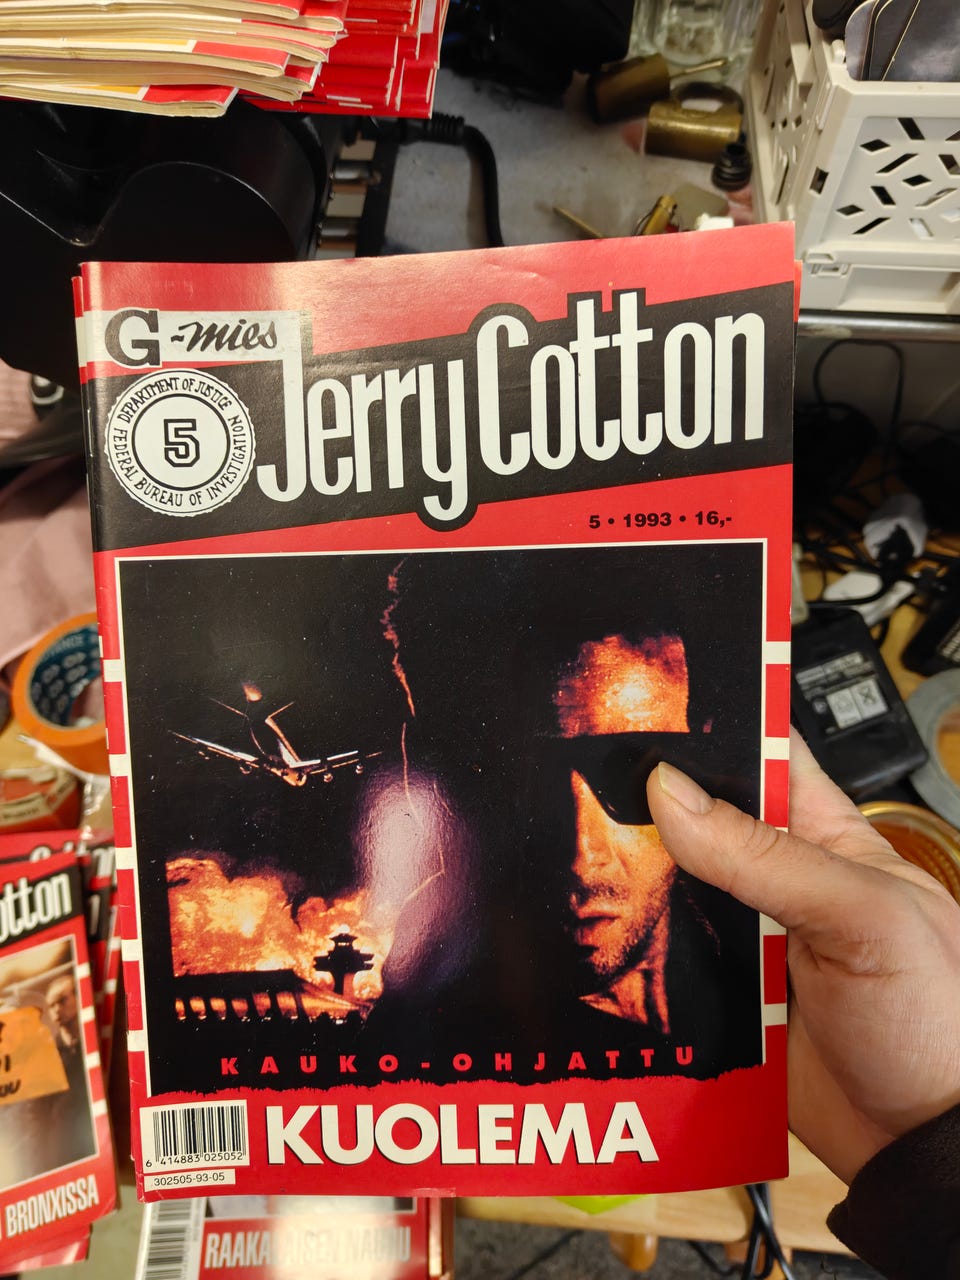 G-mies
Jerry Cotton
DEPARTMENT OF JUSTICE
5
FEDERAL BUREAU OF INVESTIGATION
5 • 1993 • 16,-
KAUKO-OHJATTU
KUOLEMA
6 414883 025052
302505-93-05
otton
BRONXISSA